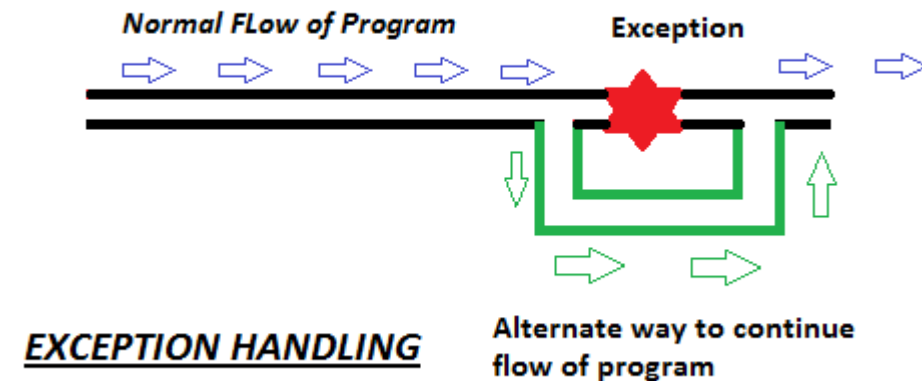 Normal FLow of Program
Exception
EXCEPTION HANDLING
Alternate way to continue
flow of program